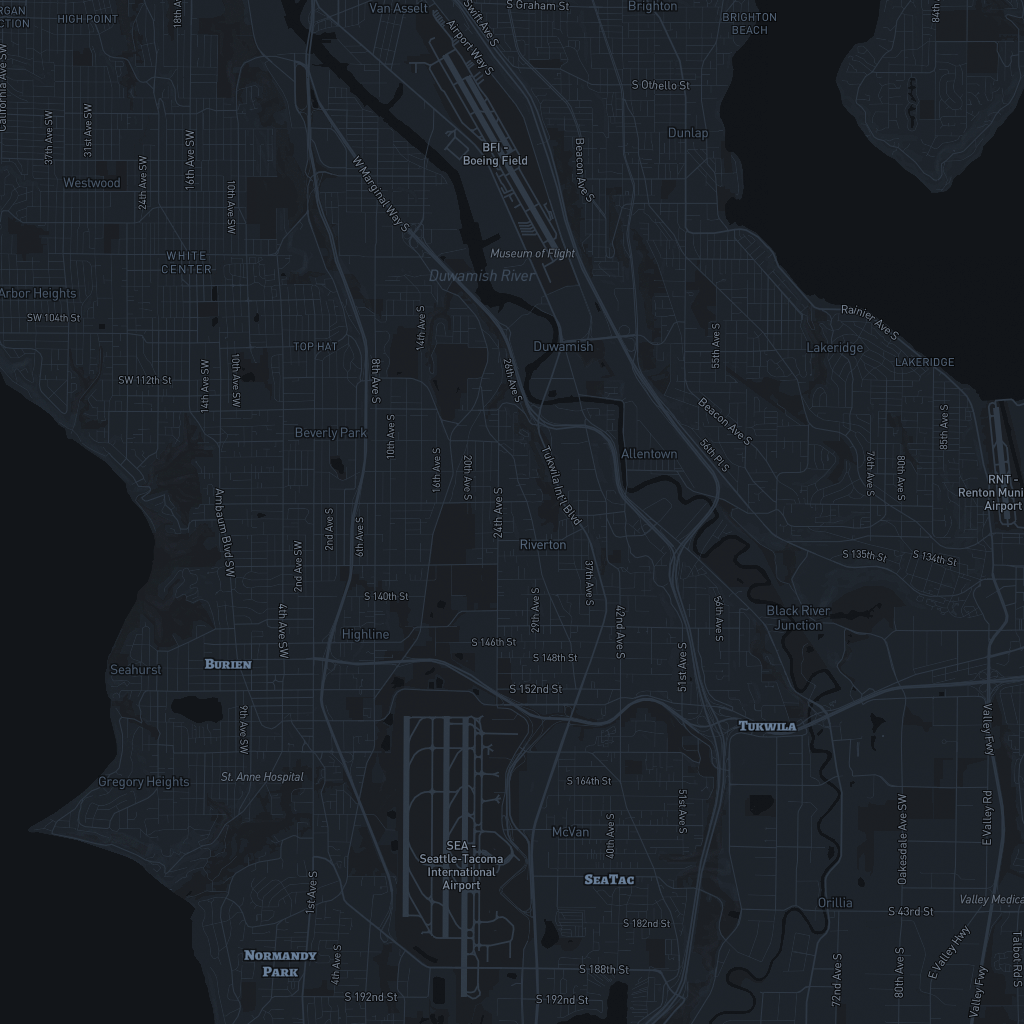 Van Asselt
S Graham St
Brighton
HIGH POINT
18th Av
BRIGHTON
BEACH
84th
Swift Ave S
Airport Way S
California Ave SW
S Othello St
37th Ave SW
31st Ave SW
16th Ave SW
Dunlap
BFI -
Boeing Field
Beacon Ave S
Westwood
24th Ave SW
10th Ave SW
W Marginal Way S
WHITE
CENTER
Museum of Flight
Duwamish River
Arbor Heights
SW 104th St
14th Ave S
Rainier Ave S
TOP HAT
Duwamish
55th Ave S
Lakeridge
LAKERIDGE
SW 112th St
14th Ave SW
10th Ave SW
8th Ave S
26th Ave S
Beverly Park
10th Ave S
Beacon Ave S
85th Ave S
56th Pl S
Allentown
16th Ave S
20th Ave S
24th Ave S
Tukwila Int'l Blvd
76th Ave S
80th Ave S
RNT -
Renton Muni
Airport
Ambaum Blvd SW
2nd Ave S
6th Ave S
Riverton
2nd Ave SW
S 135th St
S 134th St
37th Ave S
S 140th St
29th Ave S
42nd Ave S
56th Ave S
Black River
Junction
4th Ave SW
Highline
S 146th St
S 148th St
51st Ave S
Burien
Seahurst
S 152nd St
9th Ave SW
Tukwila
Valley Fwy
St. Anne Hospital
Gregory Heights
S 164th St
51st Ave S
E Valley Rd
Oakesdale Ave SW
McVan
40th Ave S
SEA -
Seattle-Tacoma
International
Airport
SeaTac
1st Ave S
Orillia
Valley Medica
S 43rd St
S 182nd St
Normandy
Park
4th Ave S
E Valley Hwy
Talbot Rd S
S 188th St
72nd Ave S
80th Ave S
Valley Fwy
S 192nd St
S 192nd St